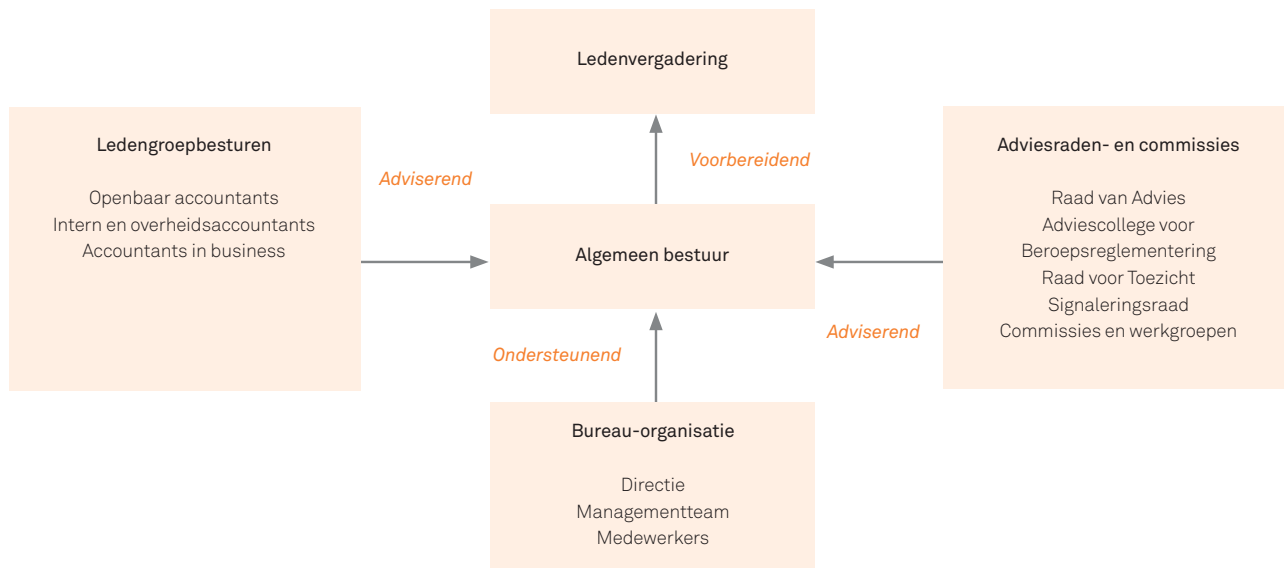 Ledenvergadering
Ledengroepbesturen
Openbaar accountants
Intern en overheidsaccountants
Accountants in business
Adviserend
Voorbereidend
Algemeen bestuur
Adviesraden- en commissies
Raad van Advies
Adviescollege voor
Beroepsreglementering
Raad voor Toezicht
Signaleringsraad
Commissies en werkgroepen
Adviserend
Ondersteunend
Bureau-organisatie
Directie
Managementteam
Medewerkers